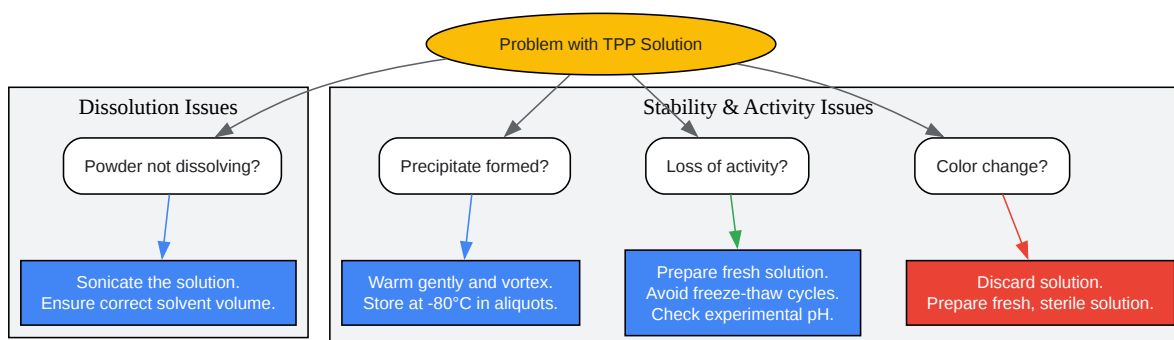 Problem with TPP Solution
Dissolution Issues
Stability & Activity Issues
Powder not dissolving?
Precipitate formed?
Loss of activity?
Color change?
Sonicate the solution.
Ensure correct solvent volume.
Warm gently and vortex.
Store at -80°C in aliquots.
Prepare fresh solution.
Avoid freeze-thaw cycles.
Check experimental pH.
Discard solution.
Prepare fresh, sterile solution.